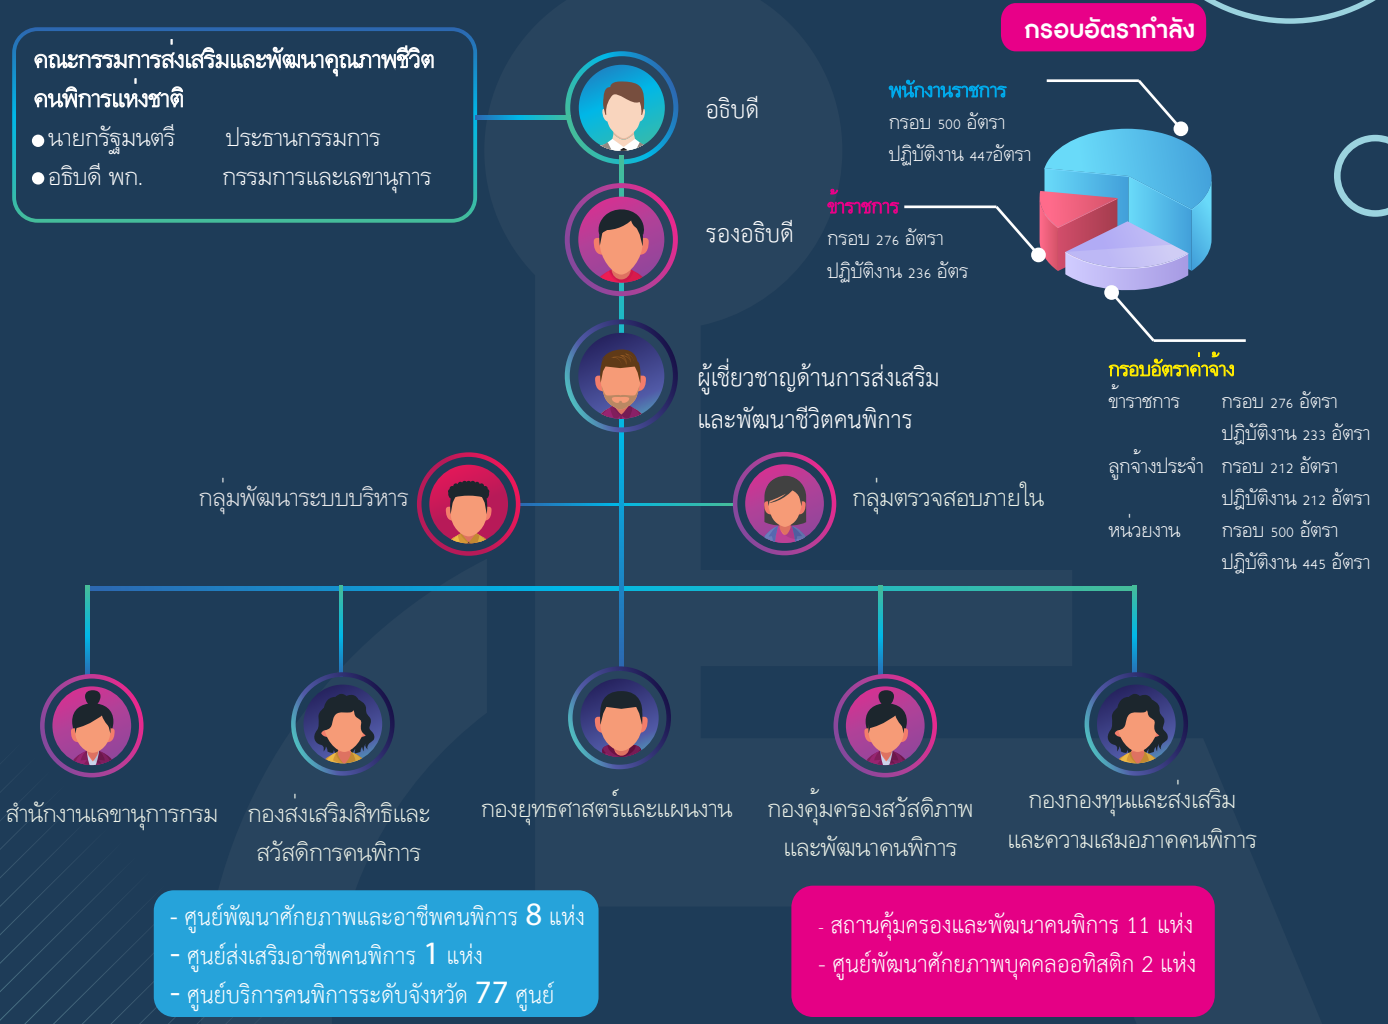 คณะกรรมการส่งเสริมและพัฒนาคุณภาพชีวิต
คนพิการแห่งชาติ
●นายกรัฐมนตรี ประธานกรรมการ
●อธิบดี พก. กรรมการและเลขานุการ
อธิบดี
รองอธิบดี
ผู้เชี่ยวชาญด้านการส่งเสริม
และพัฒนาชีวิตคนพิการ
กรอบอัตรากำลัง
พนักงานราชการ
กรอบ 500 อัตรา
ปฏิบัติงาน 447อัตรา
ข้าราชการ
กรอบ 276 อัตรา
ปฏิบัติงาน 236 อัตร
กรอบอัตราค่าจ้าง
ข้าราชการ กรอบ 276 อัตรา
ปฏิบัติงาน 233 อัตรา
ลูกจ้างประจำ กรอบ 212 อัตรา
ปฏิบัติงาน 212 อัตรา
หน่วยงาน กรอบ 500 อัตรา
ปฏิบัติงาน 445 อัตรา
กลุ่มพัฒนาระบบบริหาร
กลุ่มตรวจสอบภายใน
สำนักงานเลขานุการกรม
กองส่งเสริมสิทธิและ
สวัสดิการคนพิการ
กองยุทธศาสตร์และแผนงาน
กองคุ้มครองสวัสดิภาพ
และพัฒนาคนพิการ
กองกองทุนและส่งเสริม
และความเสมอภาคคนพิการ
- ศูนย์พัฒนาศักยภาพและอาชีพคนพิการ 8 แห่ง
- ศูนย์ส่งเสริมอาชีพคนพิการ 1 แห่ง
- ศูนย์บริการคนพิการระดับจังหวัด 77 ศูนย์
- สถานคุ้มครองและพัฒนาคนพิการ 11 แห่ง
- ศูนย์พัฒนาศักยภาพบุคคลออทิสติก 2 แห่ง